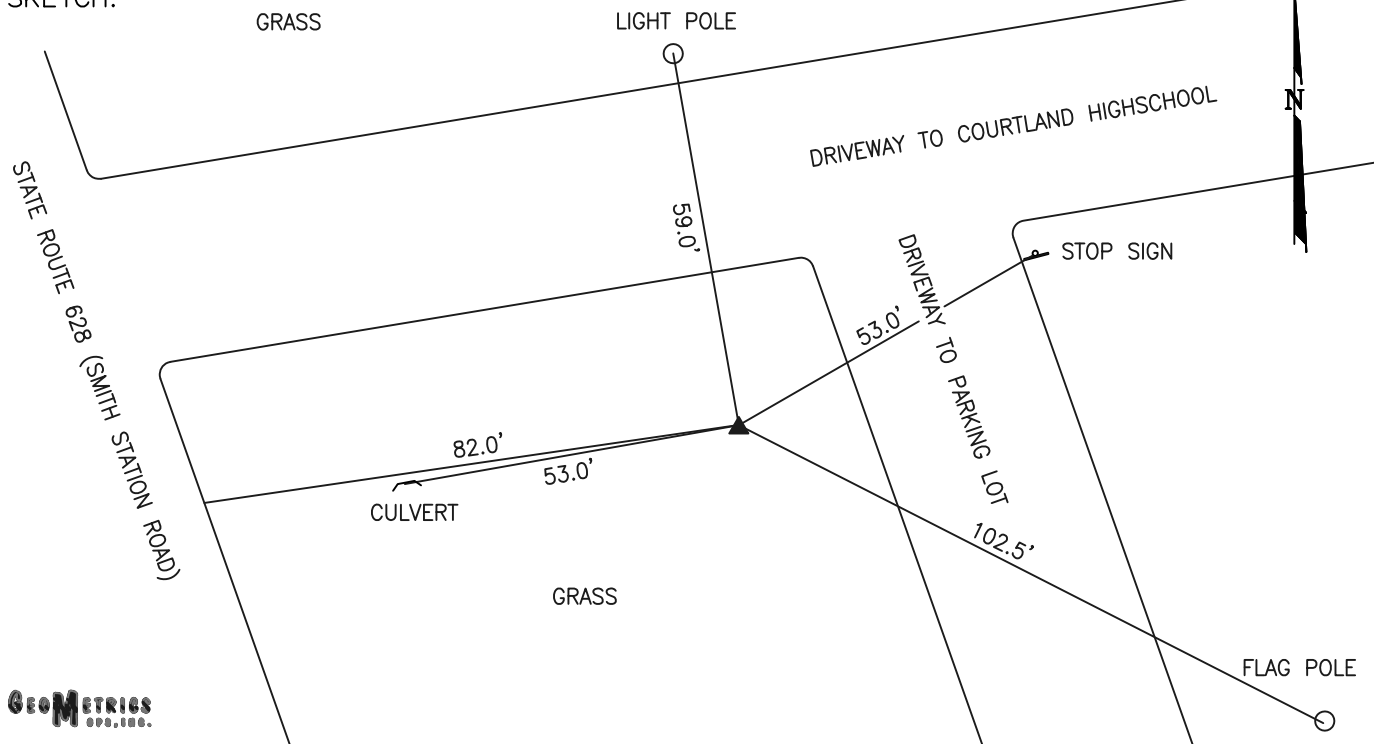 SKETCH:
GRASS
LIGHT POLE
N
DRIVEWAY TO COURTLAND HIGHSCHOOL
STATE ROUTE 628 (SMITH STATION ROAD)
59.0'
DRIVEWAY TO PARKING LOT
STOP SIGN
53.0'
82.0'
53.0'
CULVERT
102.5'
GRASS
FLAG POLE
GEOMETRICS
GPS, INC.